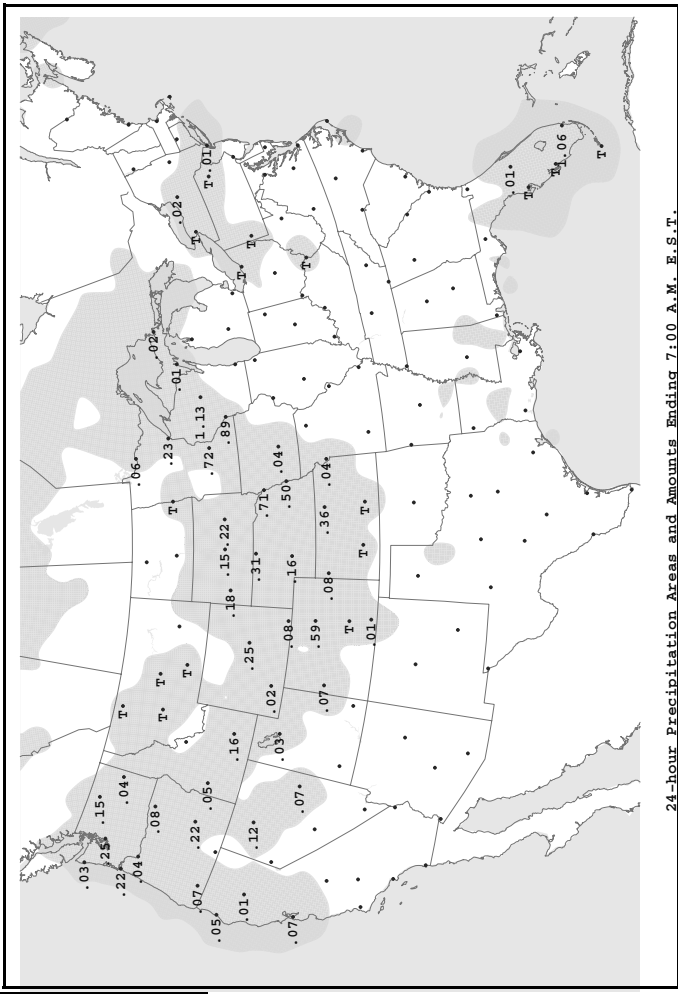 .03
.15
.25
.22
T
.04
.06
.04
.02
.08
T
T
.23
T
.01
.02
T
.22
T
.07
1.13
.05
T
.01
.72
.05
.15 .22
.89
.18
.16
T
.01
.25
T
.12
.31
.71
.02
.04
.03
.50
.08
.16
.07
.07
T
.59
.07
.36
.04
.08
T
T
T
.01
.01
T
T
1.06
T
24-hour Precipitation Areas and Amounts Ending 7:00 A.M. E.S.T.